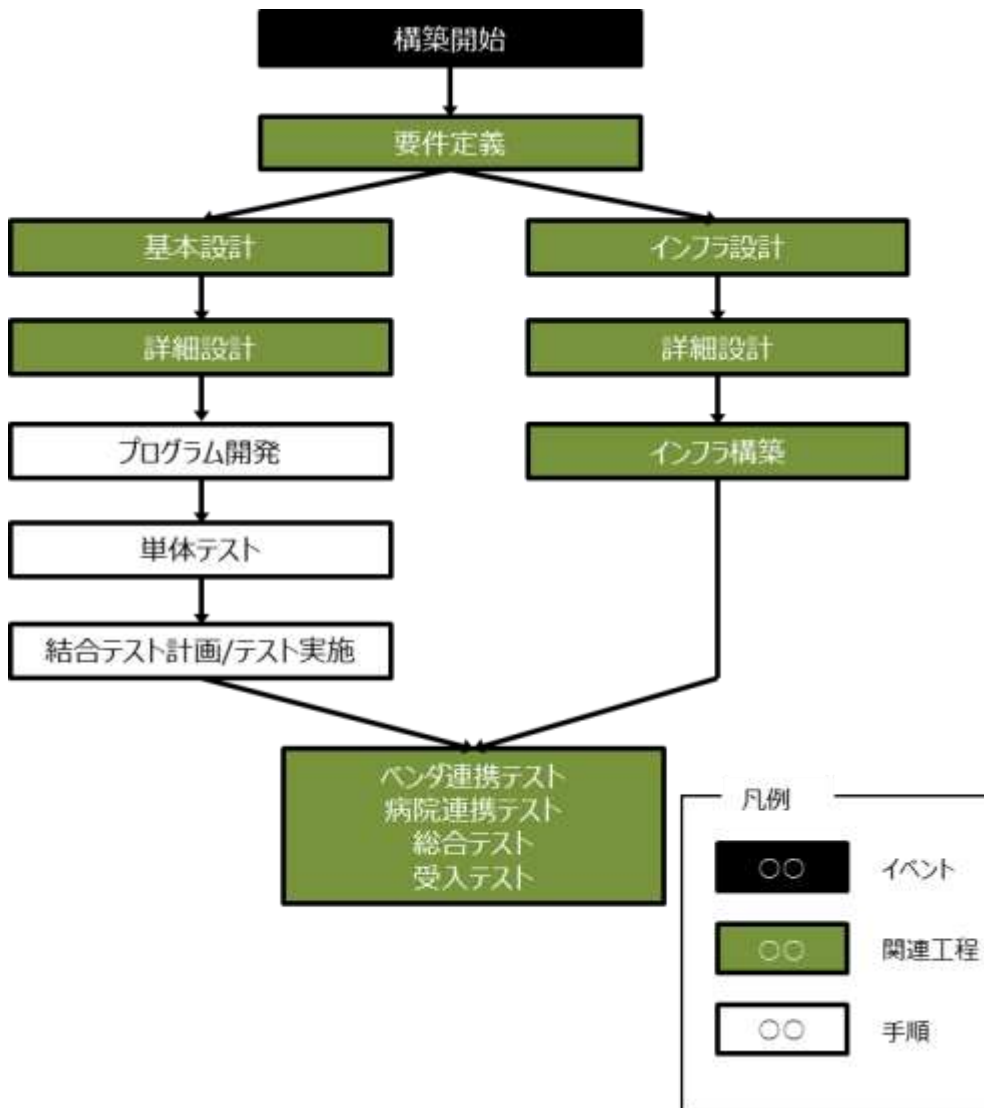 構築開始
要件定義
基本設計
インフラ設計
詳細設計
詳細設計
プログラム開発
インフラ構築
単体テスト
結合テスト計画/テスト実施
ベンダ連携テスト
病院連携テスト
総合テスト
受入テスト
凡例
○○
イベント
○○
関連工程
○○
手順